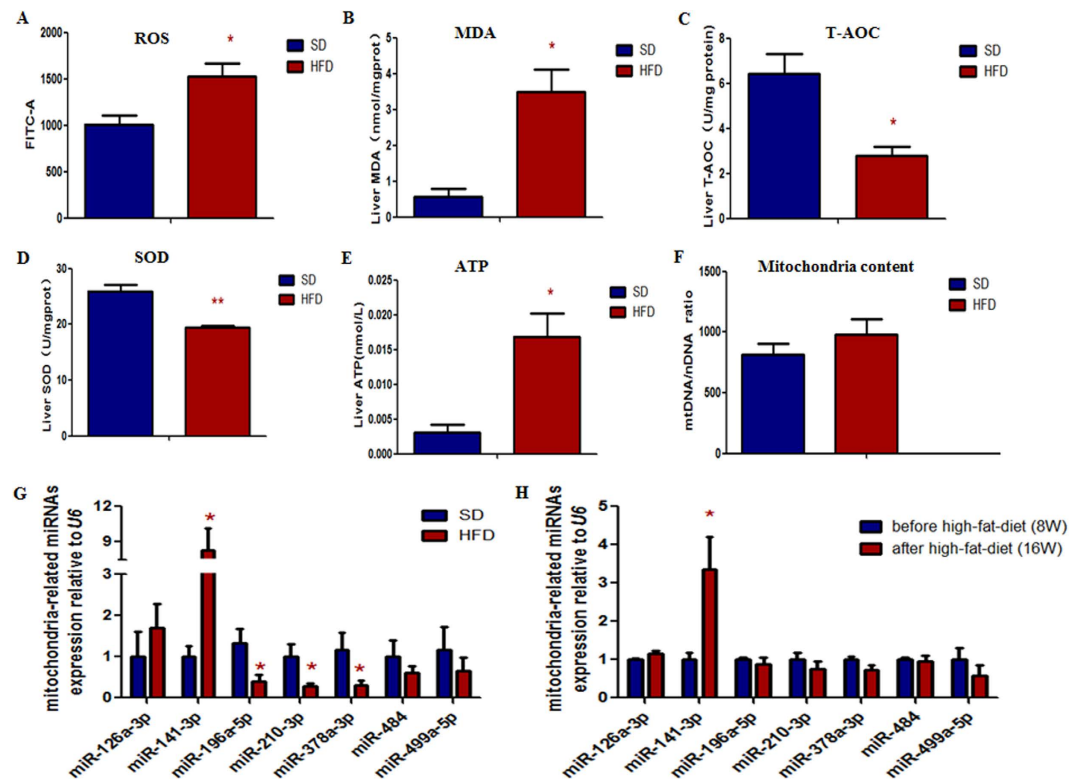 A
ROS
SD
HFD
*
FITC-A
2000
1500
1000
500
0
B
MDA
SD
HFD
*
Liver MDA (nmol/mgprot)
5
4
3
2
1
0
C
T-AOC
SD
HFD
*
Liver T-AOC (U/mg protein)
8
6
4
2
0
D
SOD
SD
HFD
**
Liver SOD (U/mgprot)
30
20
10
0
E
ATP
SD
HFD
*
Liver ATP(nmol/L)
0.025
0.020
0.015
0.010
0.005
0.000
F
Mitochondria content
SD
HFD
mtDNA/nDNA ratio
1500
1000
500
0
G
mitochondria-related miRNAs
expression relative to U6
12
9
6
3
2
1
0
SD
HFD
*
*
*
*
miR-126a-3p
miR-141-3p
miR-196a-5p
miR-210-3p
miR-378a-3p
miR-484
miR-499a-5p
H
mitochondria-related miRNAs
expression relative to U6
5
4
3
2
1
0
before high-fat-diet (8W)
after high-fat-diet (16W)
*
miR-126a-3p
miR-141-3p
miR-196a-5p
miR-210-3p
miR-378a-3p
miR-484
miR-499a-5p